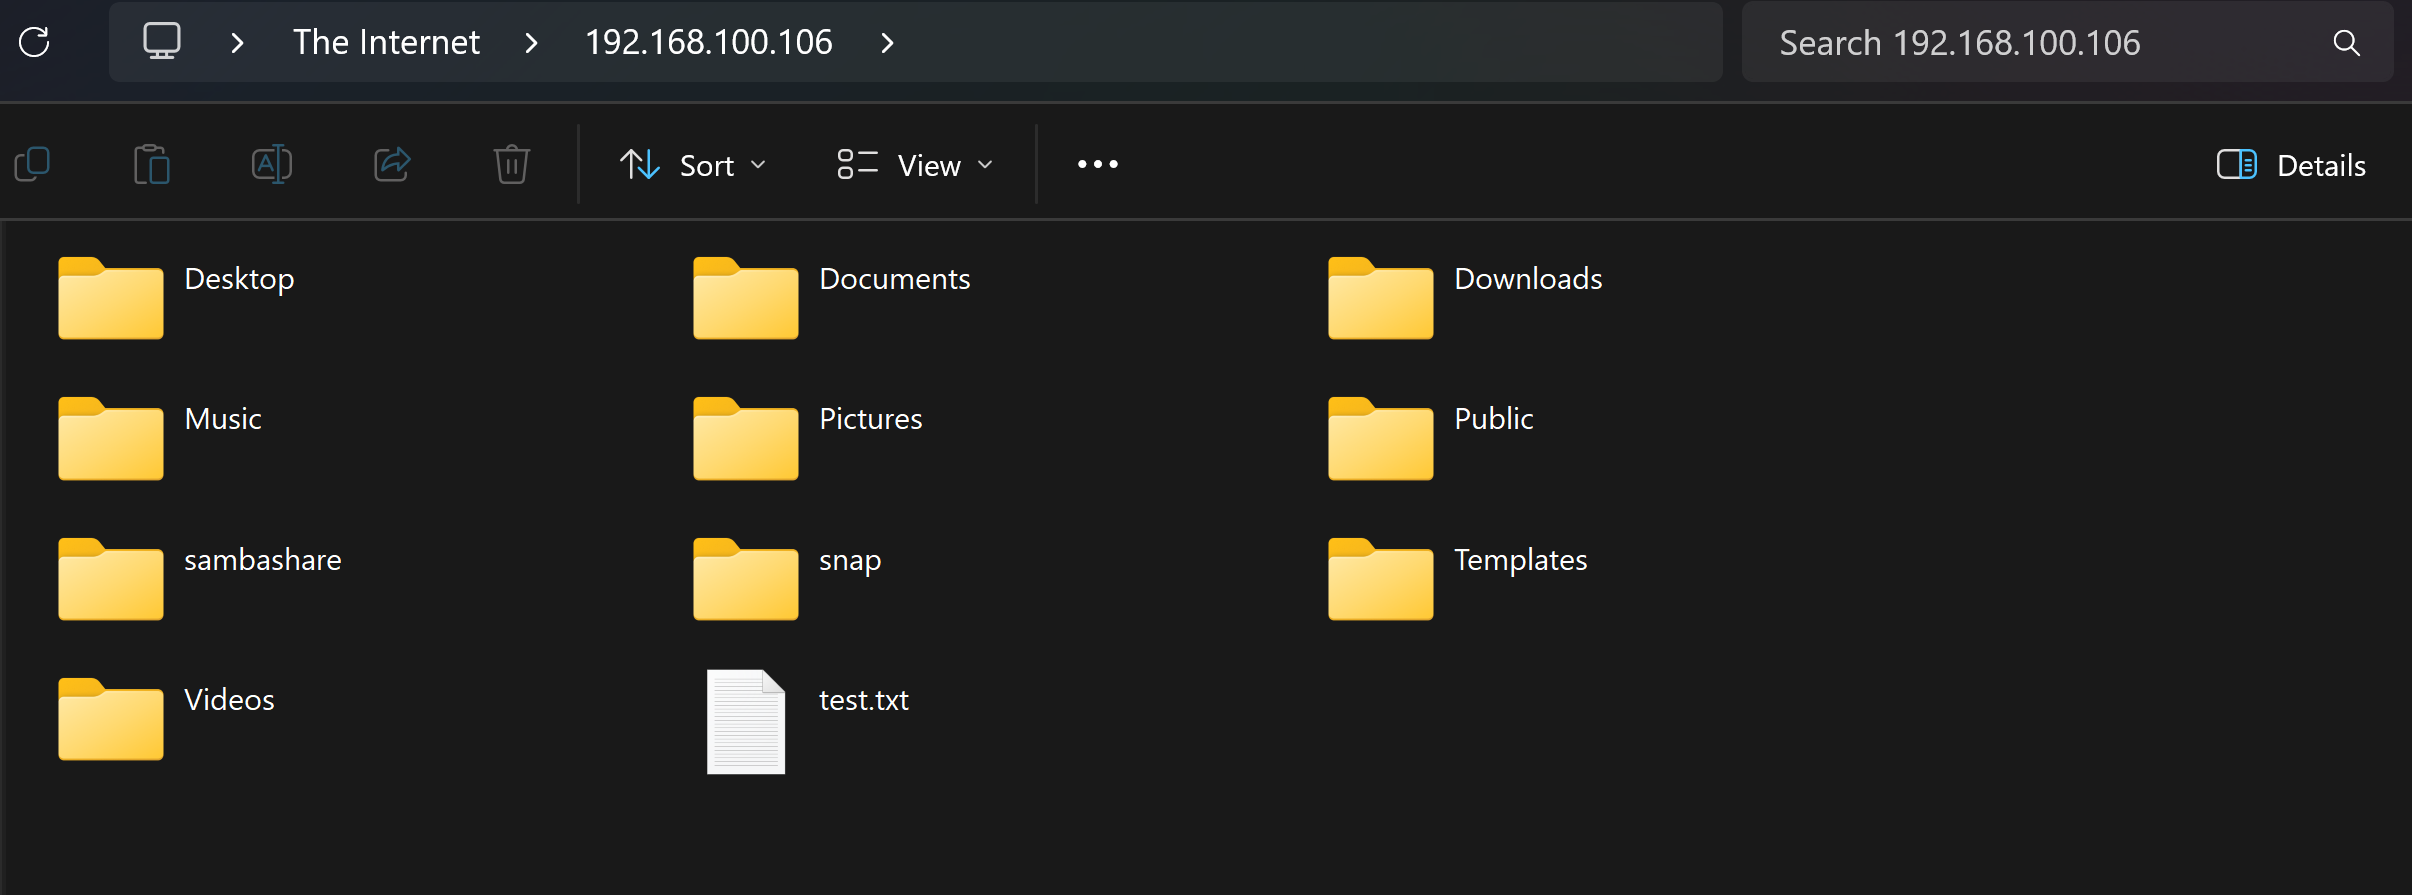 The Internet 192.168.100.106 Search 192.168.100.106
Sort View Details
Desktop Documents Downloads
Music Pictures Public
sambashare snap Templates
Videos test.txt